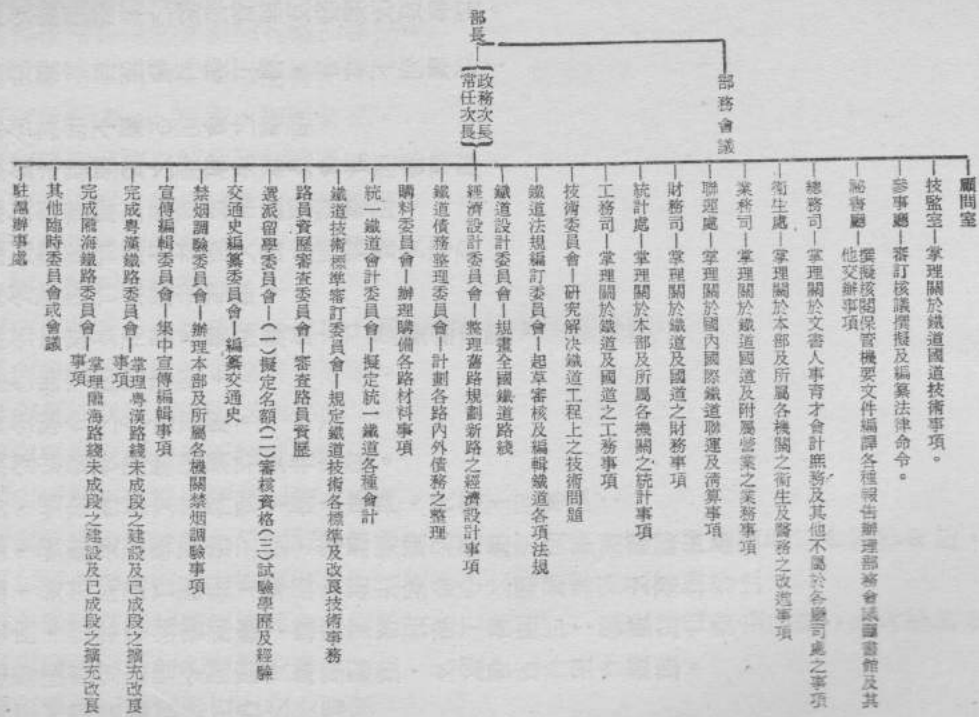 部長
政務次長
常任次長
部務會議
顧問室
技監室—掌理關於鐵道國道技術事項。
參事廳—審訂核議撰擬及編纂法律命令。
祕書廳—撰擬核閱保管機要文件編譯各種報告辦理部務會議圖書館及其
他交辦事項
總務司—掌理關於文書人事育才會計庶務及其他不屬於各廳司處之事項
衛生處—掌理關於本部及所屬各機關之衛生及醫務之改進事項
業務司—掌理關於鐵道國道及附屬營業之業務事項
聯運處—掌理關於國內國際鐵道聯運及清算事項
財務司—掌理關於鐵道及國道之財務事項
統計處—掌理關於本部及所屬各機關之統計事項
工務司—掌理關於鐵道及國道之工務事項
技術委員會—研究解決鐵道工程上之技術問題
鐵道法規編訂委員會—起草審核及編輯鐵道各項法規
鐵道設計委員會—規畫全國鐵道路綫
經濟設計委員會—整理舊路規劃新路之經濟設計事項
鐵道債務整理委員會—計劃各路內外債務之整理
購料委員會—辦理購備各路材料事項
統一鐵道會計委員會—擬定統一鐵道各種會計
鐵道技術標準審訂委員會—規定鐵道技術各標準及改良技術事務
路員資歷審查委員會—審查路員資歷
選派留學委員會—(一)擬定名額(二)審核資格(三)試驗學歷及經驗
交通史編纂委員會—編纂交通史
禁烟調驗委員會—辦理本部及所屬各機關禁烟調驗事項
宣傳編輯委員會—集中宣傳編輯事項
完成粵漢鐵路委員會—掌理粵漢路綫未成段之建設及已成段之擴充改良
事項
完成隴海鐵路委員會—掌理隴海路綫未成段之建設及已成段之擴充改良
事項
其他臨時委員會或會議
駐滬辦事處